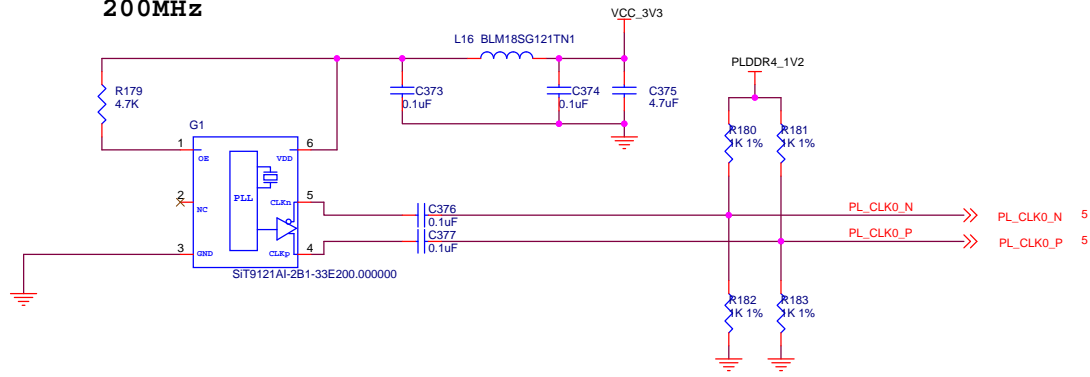 200MHz
VCC_3V3
L16 BLM18SG121TN1
PLDDR4_1V2
R179
4.7K
C373
0.1uF
C374
0.1uF
C375
4.7uF
G1
R180
1K 1%
R181
1K 1%
1
OE
VDD
6
2
NC
PLL
CLKn
5
C376
0.1uF
PL_CLK0_N
PL_CLK0_N 5
3
GND
CLKp
4
C377
0.1uF
PL_CLK0_P
PL_CLK0_P 5
SiT9121AI-2B1-33E200.000000
R182
1K 1%
R183
1K 1%